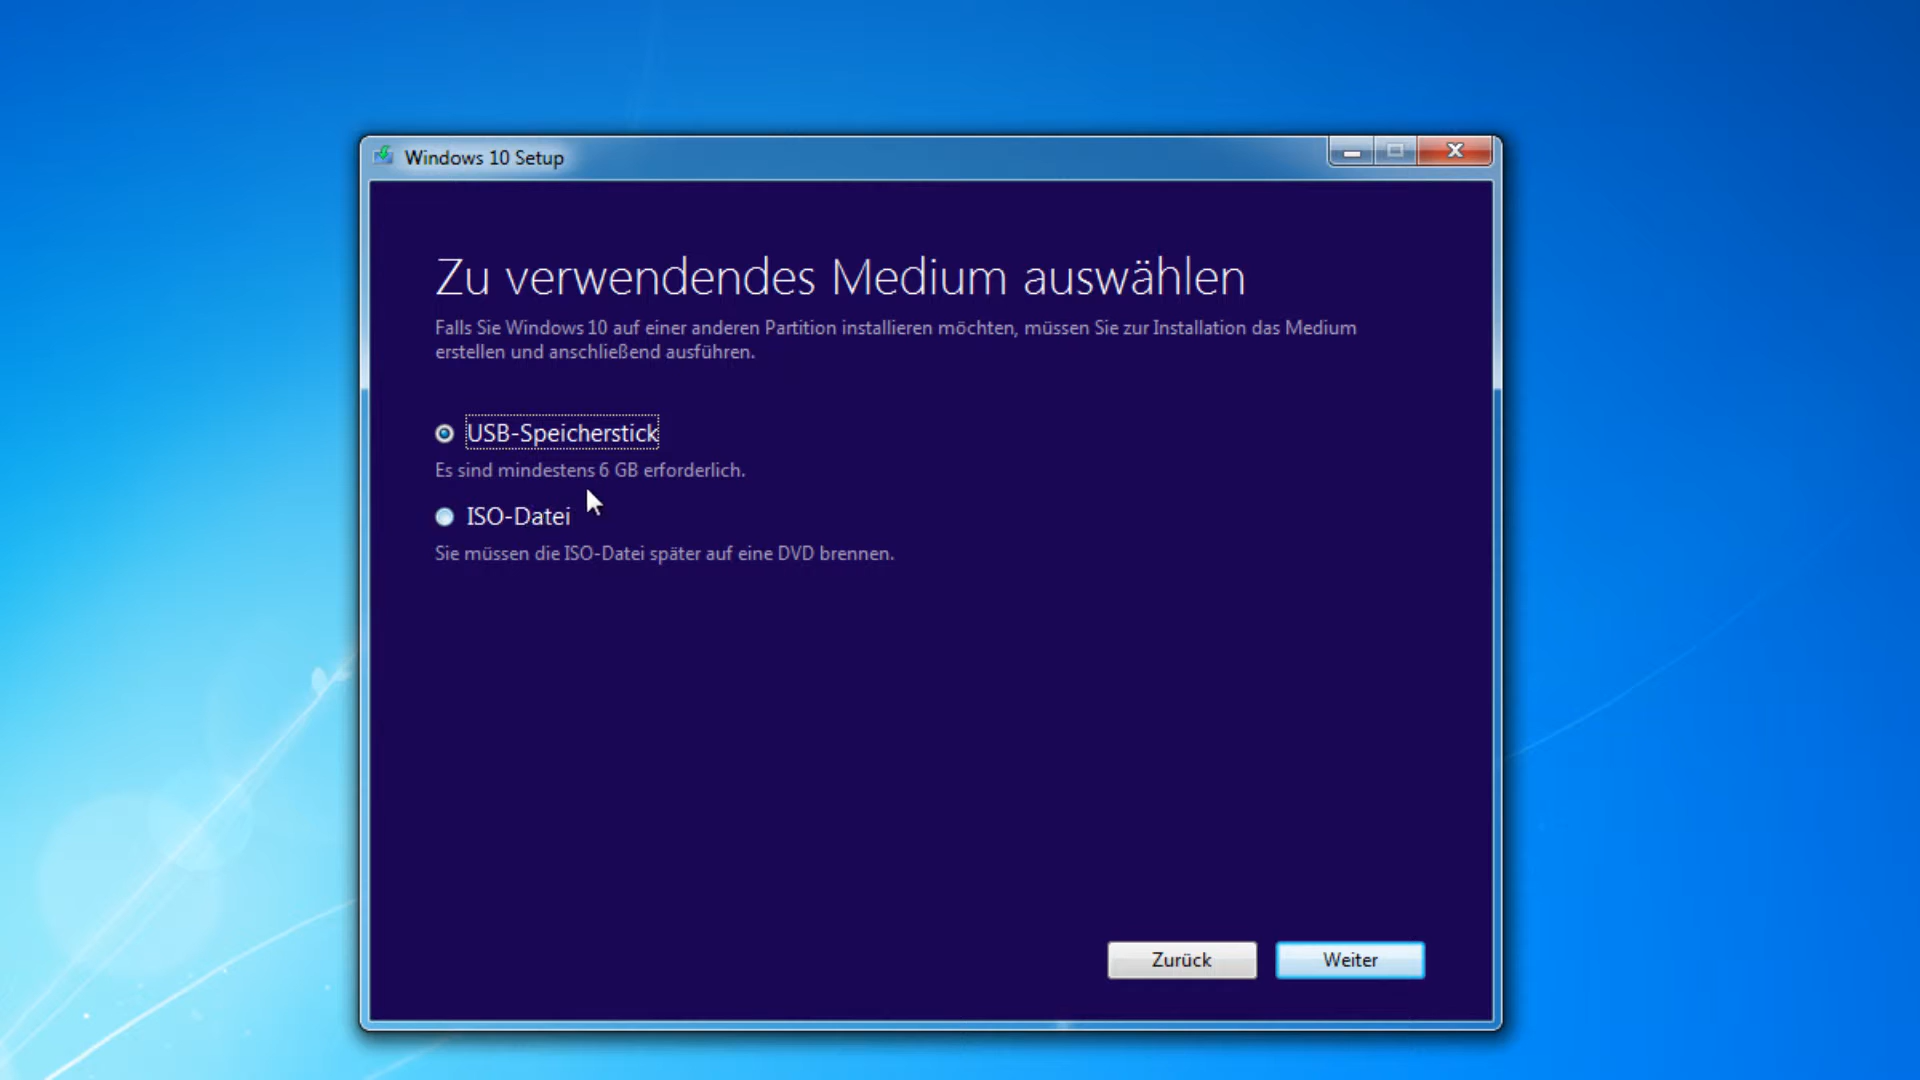 Windows 10 Setup
Zu verwendendes Medium auswählen
Falls Sie Windows 10 auf einer anderen Partition installieren möchten, müssen Sie zur Installation das Medium
erstellen und anschließend ausführen.
USB-Speicherstick
Es sind mindestens 6 GB erforderlich.
ISO-Datei
Sie müssen die ISO-Datei später auf eine DVD brennen.
Zurück
Weiter